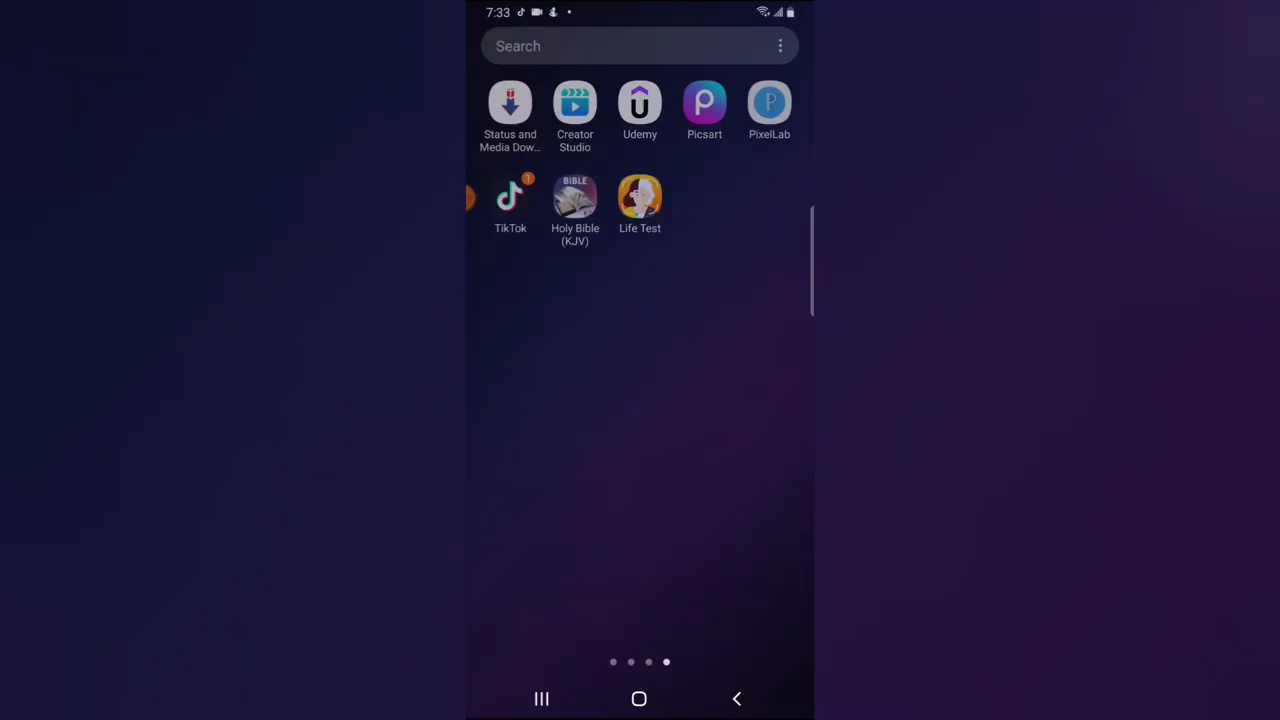 7:33
Search
Status and
Media Dow...
Creator
Studio
Udemy
Picsart
PixelLab
1
TikTok
BIBLE
Holy Bible
(KJV)
Life Test